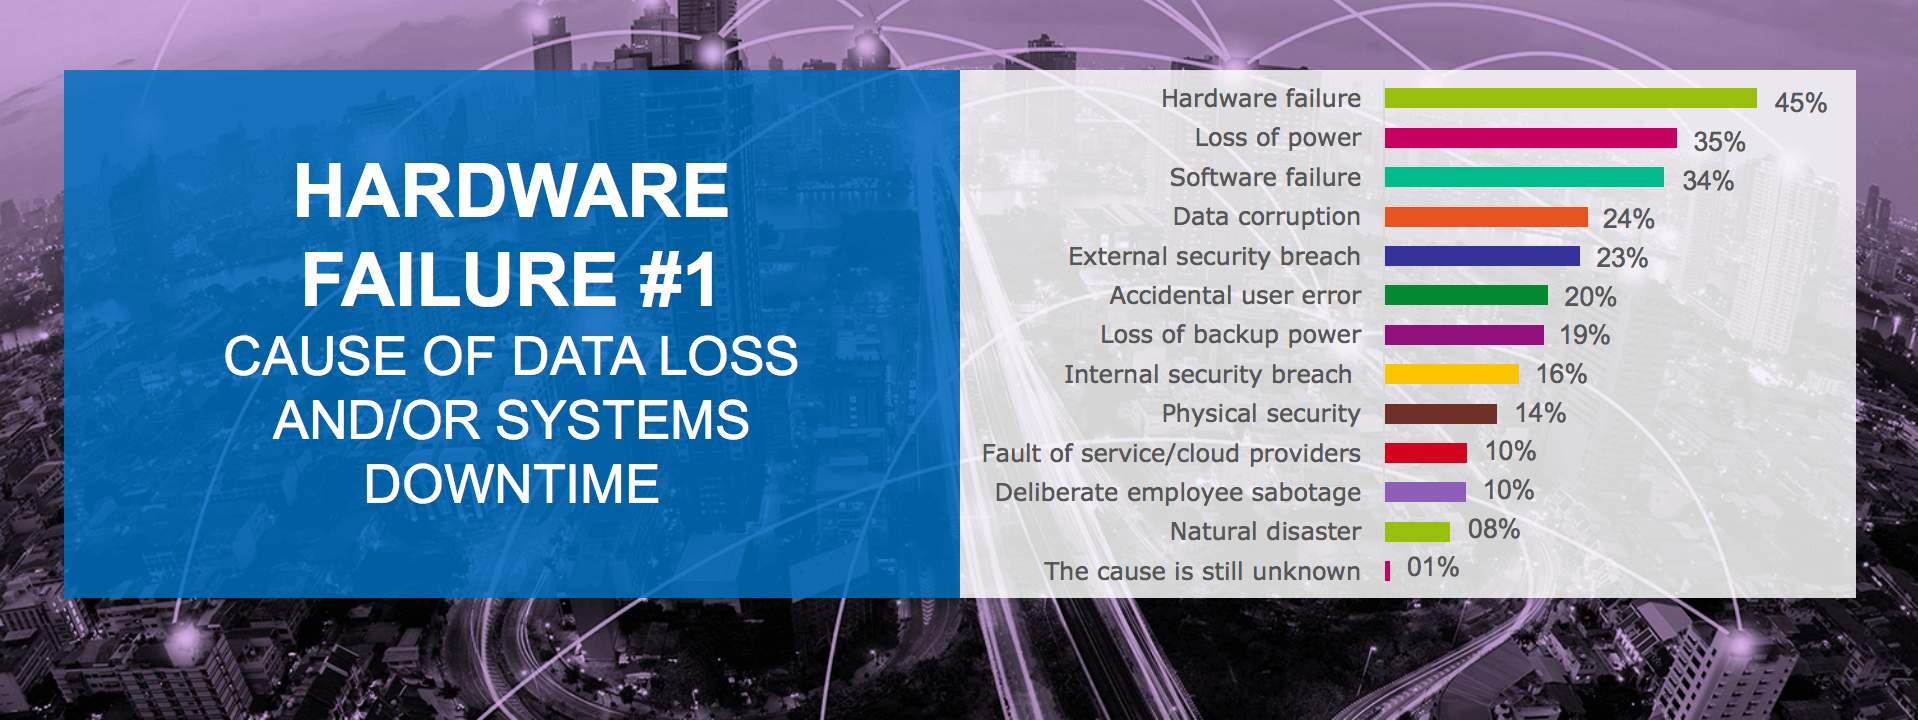 HARDWARE
FAILURE #1
CAUSE OF DATA LOSS
AND/OR SYSTEMS
DOWNTIME
Hardware failure 45%
Loss of power 35%
Software failure 34%
Data corruption 24%
External security breach 23%
Accidental user error 20%
Loss of backup power 19%
Internal security breach 16%
Physical security 14%
Fault of service/cloud providers 10%
Deliberate employee sabotage 10%
Natural disaster 08%
The cause is still unknown 01%